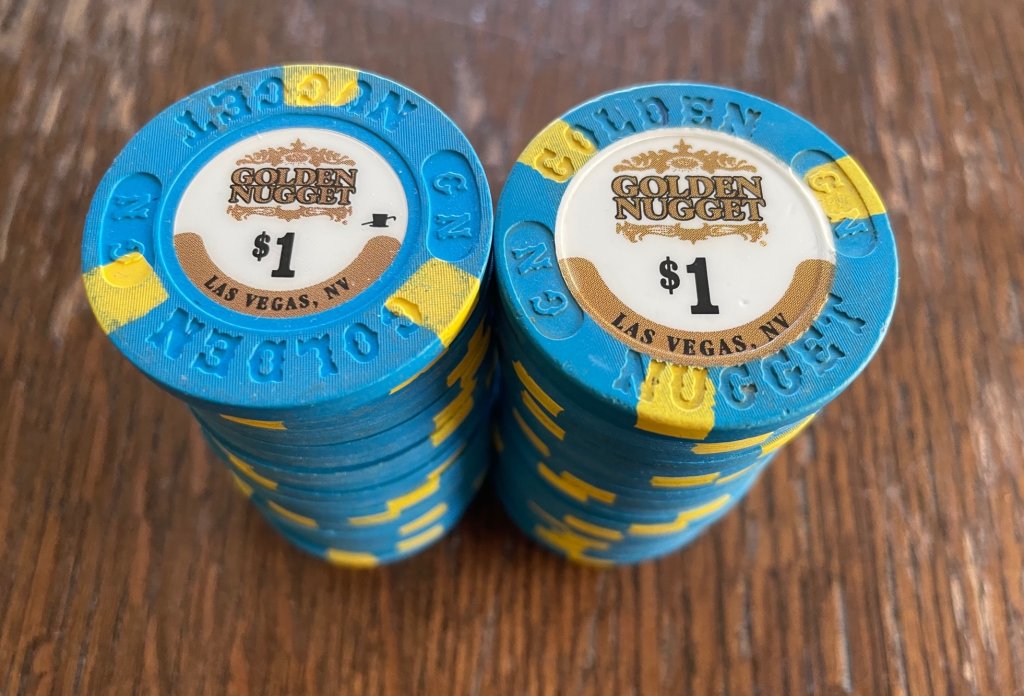 GOLDEN
NUGGET
GN
GN
GOLDEN
NUGGET
$1
LAS VEGAS, NV
GOLDEN
NUGGET
GN
GN
GOLDEN
NUGGET
$1
LAS VEGAS, NV